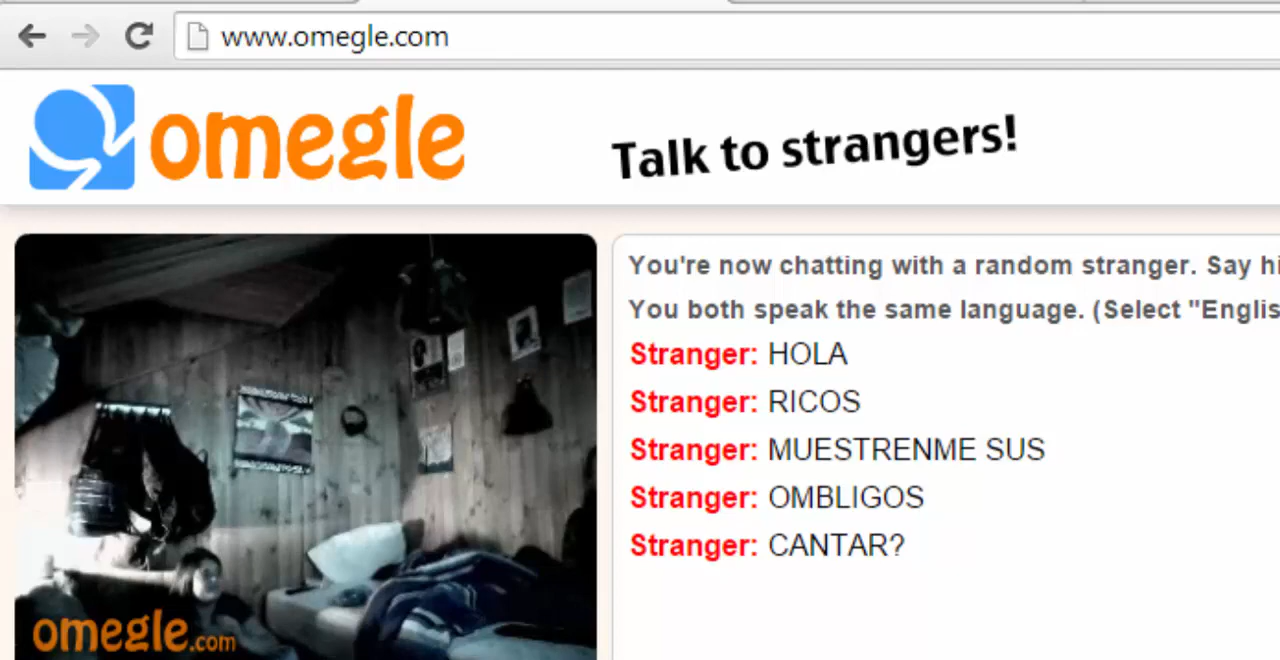 www.omegle.com
omegle
Talk to strangers!
You're now chatting with a random stranger. Say hi
You both speak the same language. (Select "Englis
Stranger: HOLA
Stranger: RICOS
Stranger: MUESTRENME SUS
Stranger: OMBLIGOS
Stranger: CANTAR?
omegle.com